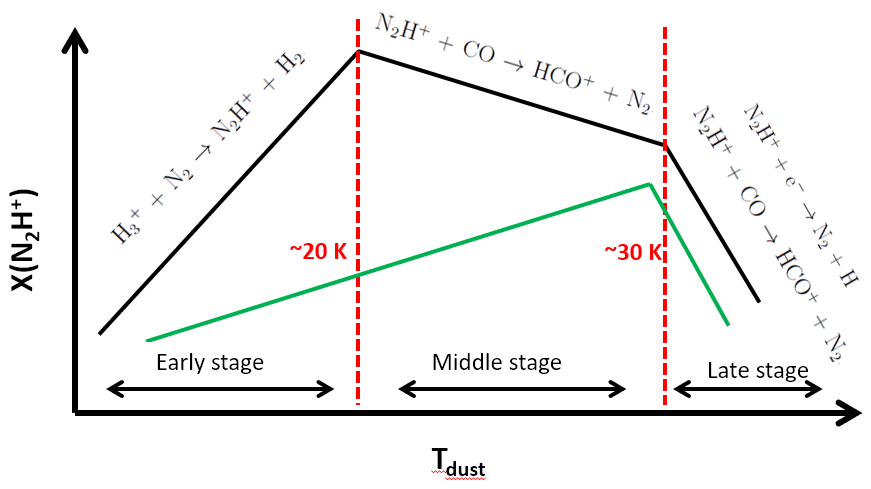 N₂H⁺ + CO → HCO⁺ + N₂
H₃⁺ + N₂ → N₂H⁺ + H₂
N₂H⁺ + e⁻ → N₂ + H
N₂H⁺ + CO → HCO⁺ + N₂
X(N₂H⁺)
~20 K
~30 K
Early stage
Middle stage
Late stage
T_dust